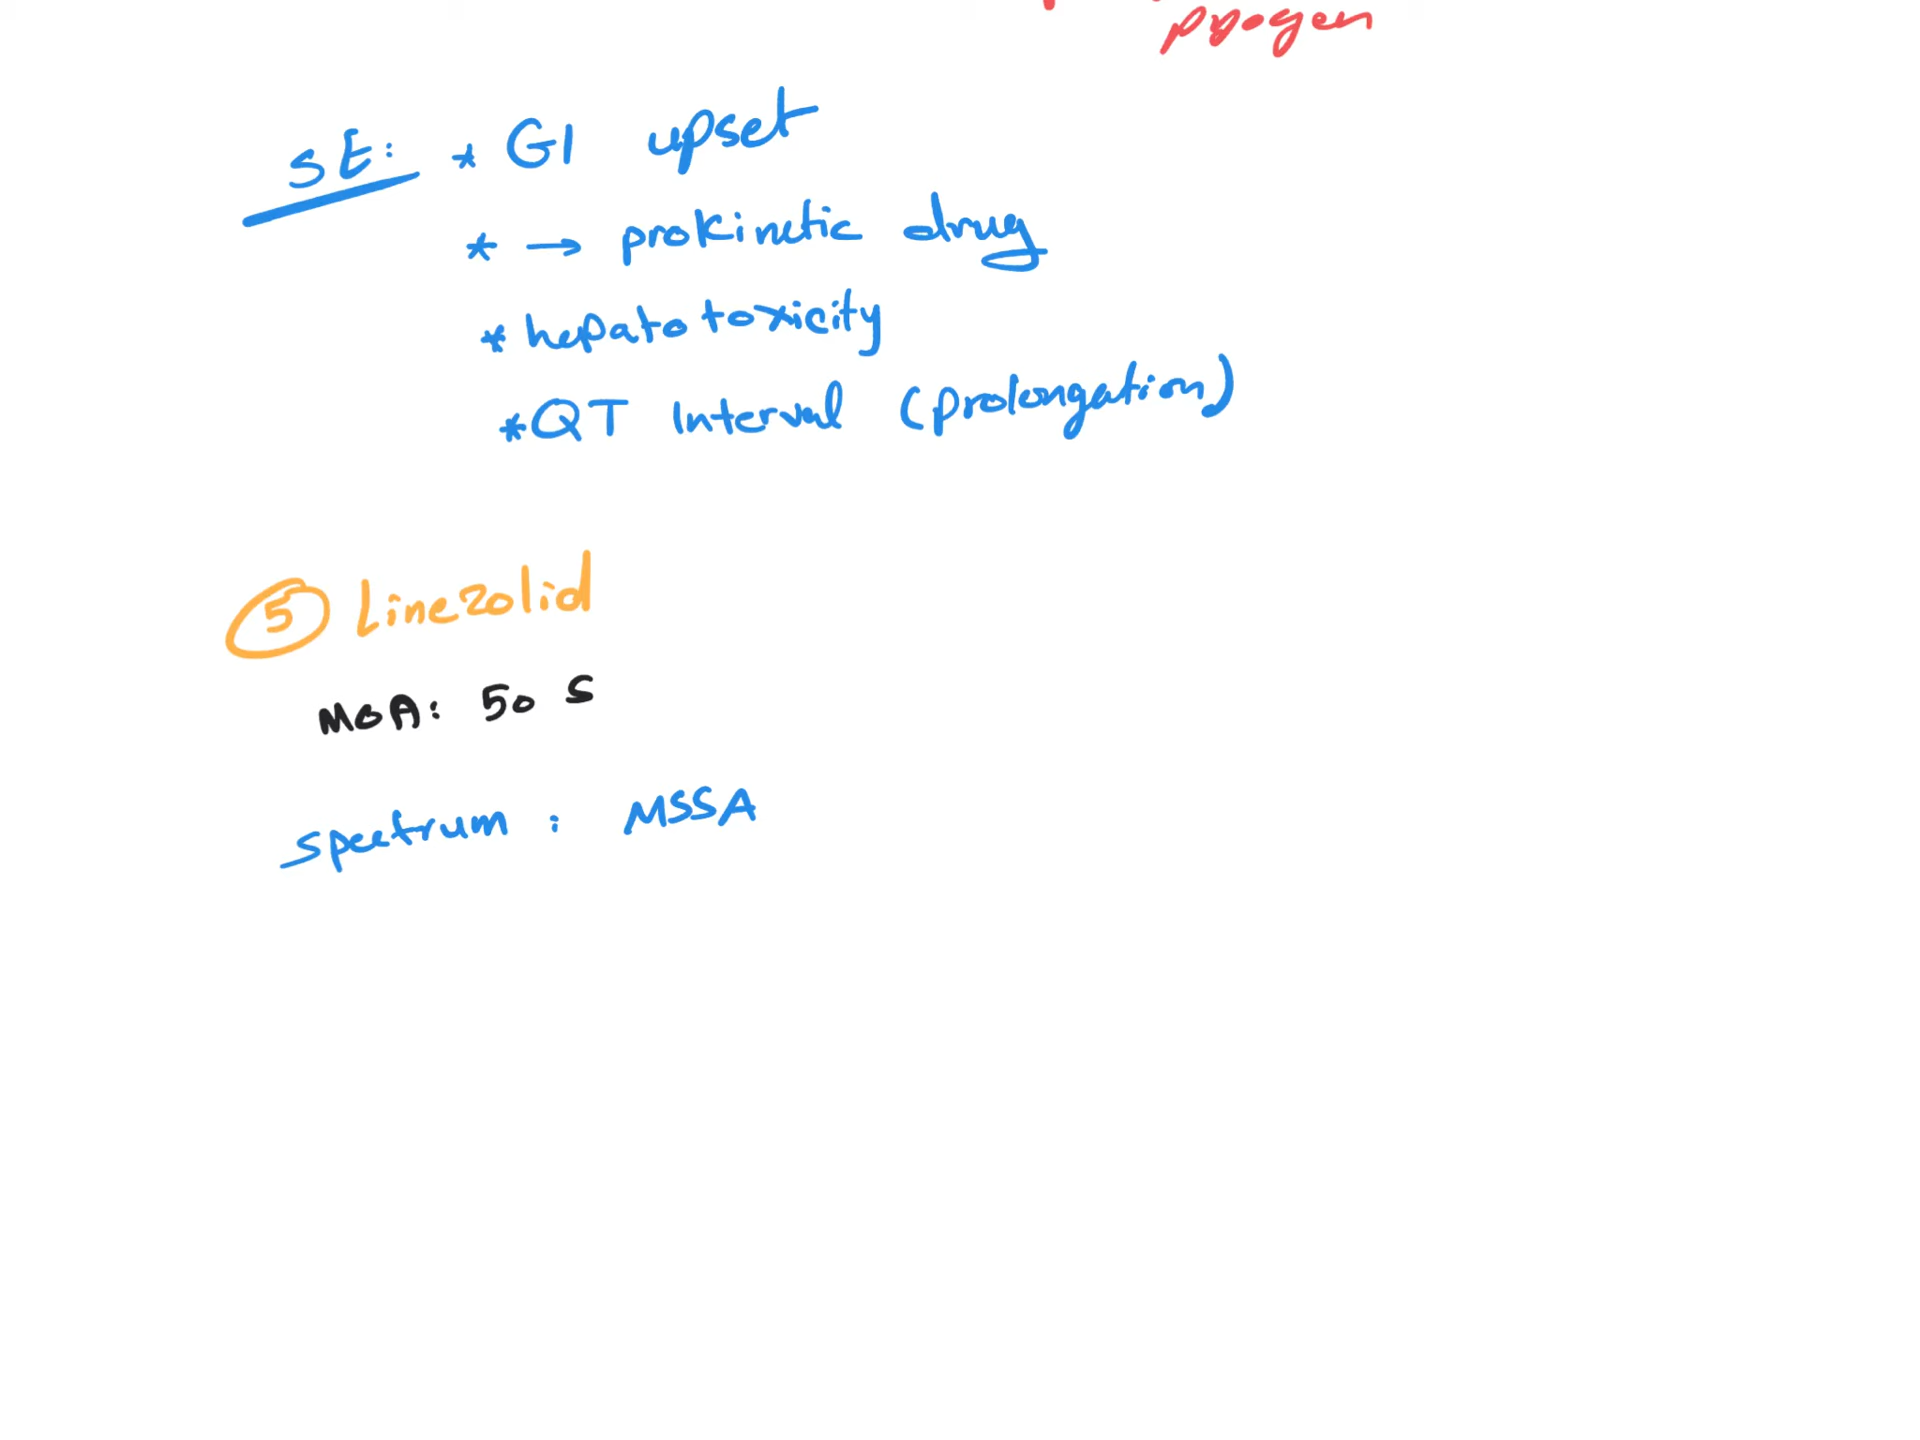 pyogen
SE: * GI upset
* → prokinetic drug
* hepatotoxicity
* QT Interval (prolongation)
5 Linezolid
MOA: 50 S
spectrum : MSSA